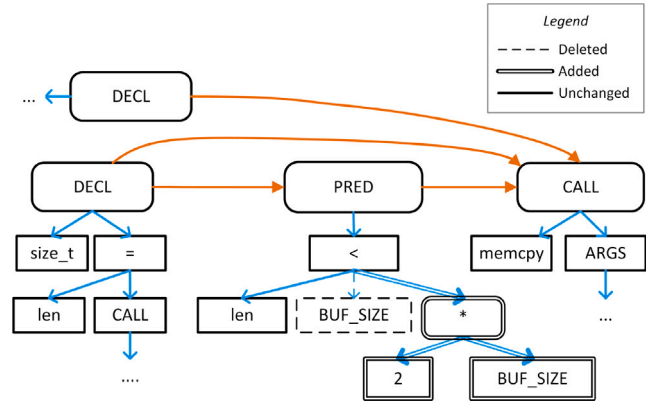 Legend
Deleted
Added
Unchanged
... DECL
DECL PRED CALL
size_t = < memcpy ARGS
len CALL len BUF_SIZE * ...
.... 2 BUF_SIZE